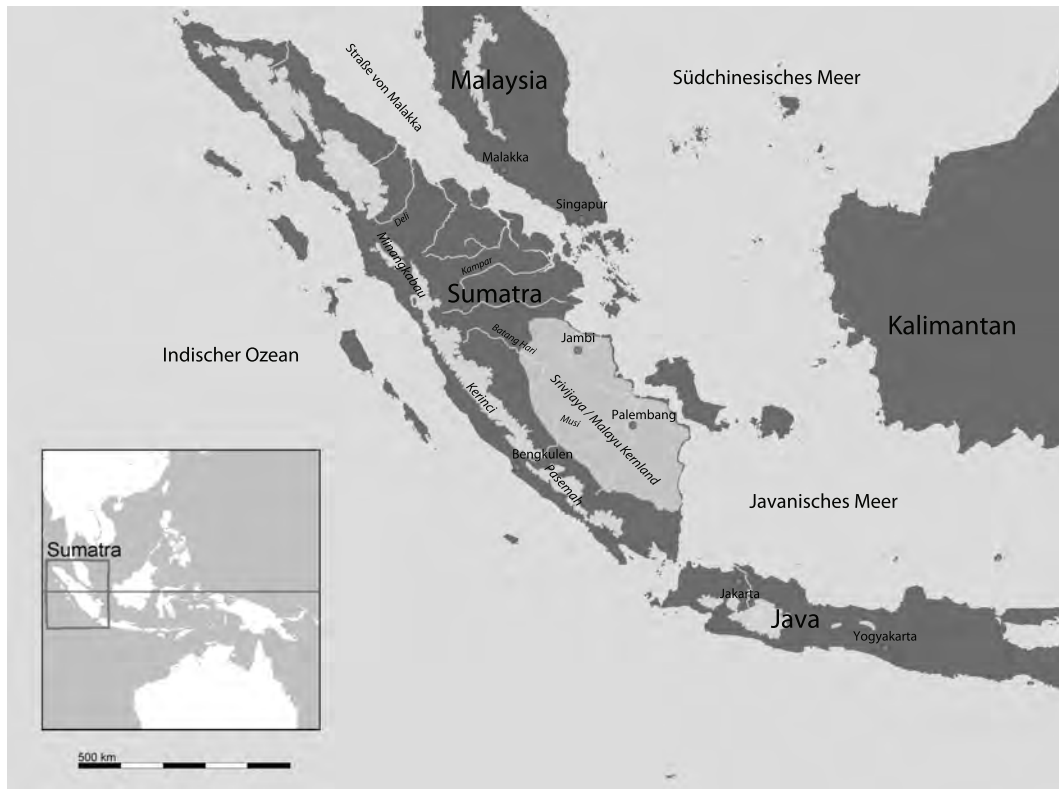 Straße von Malakka
Malaysia
Südchinesisches Meer
Malakka
Singapur
Deli
Minangkabau
Kampar
Sumatra
Kalimantan
Batang Hari
Jambi
Indischer Ozean
Kerinci
Srivijaya / Malayu Kernland
Musi
Palembang
Bengkulen
Pasemah
Javanisches Meer
Sumatra
Jakarta
Java
Yogyakarta
500 km